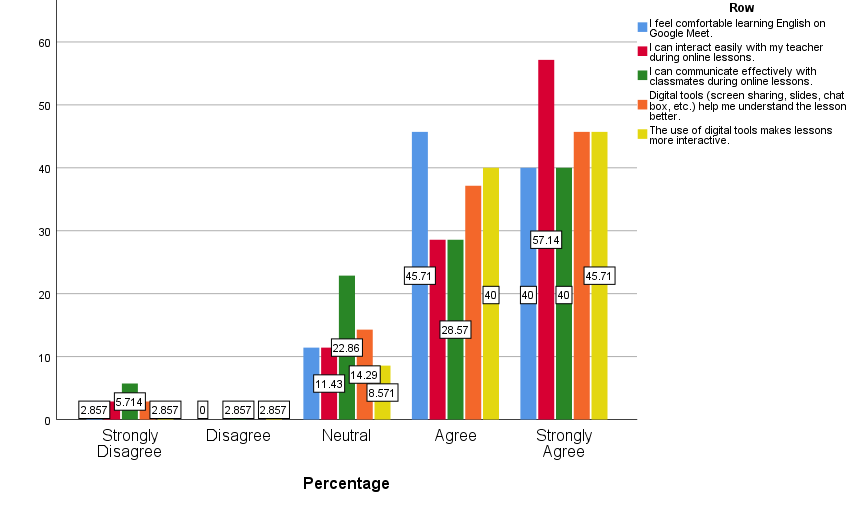 Row
I feel comfortable learning English on
Google Meet.
I can interact easily with my teacher
during online lessons.
I can communicate effectively with
classmates during online lessons.
Digital tools (screen sharing, slides, chat
box, etc.) help me understand the lesson
better.
The use of digital tools makes lessons
more interactive.
60
50
40
30
20
10
0
57.14
45.71
45.71
40
40
40
28.57
22.86
14.29
11.43
8.571
5.714
2.857
2.857
0
2.857
2.857
Strongly
Disagree
Disagree
Neutral
Agree
Strongly
Agree
Percentage